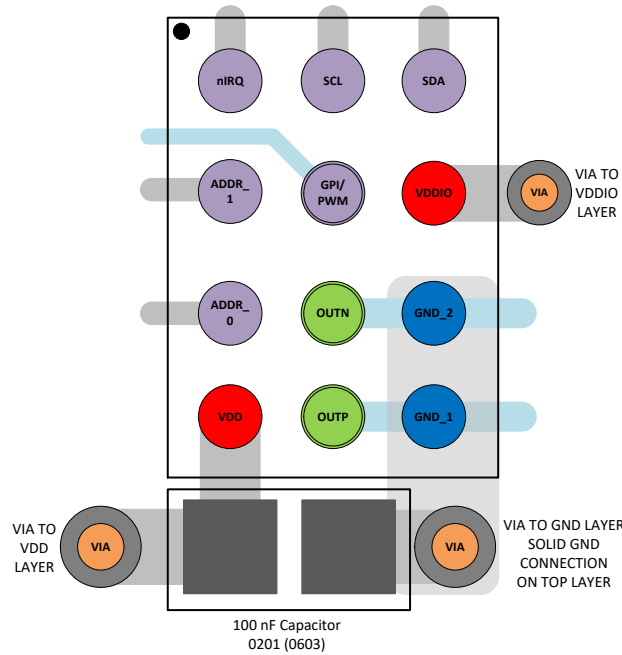 nIRQ
SCL
SDA
ADDR_
1
GPI/
PWM
VDDIO
VIA
VIA TO
VDDIO
LAYER
ADDR_
0
OUTN
GND_2
VDD
OUTP
GND_1
VIA TO
VDD
LAYER
VIA
VIA
VIA TO GND LAYER
SOLID GND
CONNECTION
ON TOP LAYER
100 nF Capacitor
0201 (0603)